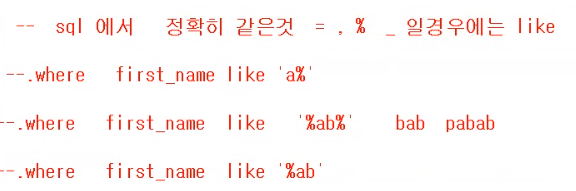 -- sql 에서 정확히 같은것 = , % _ 일경우에는 like
--.where first_name like 'a%'
--.where first_name like '%ab%' bab pabab
--.where first_name like '%ab'